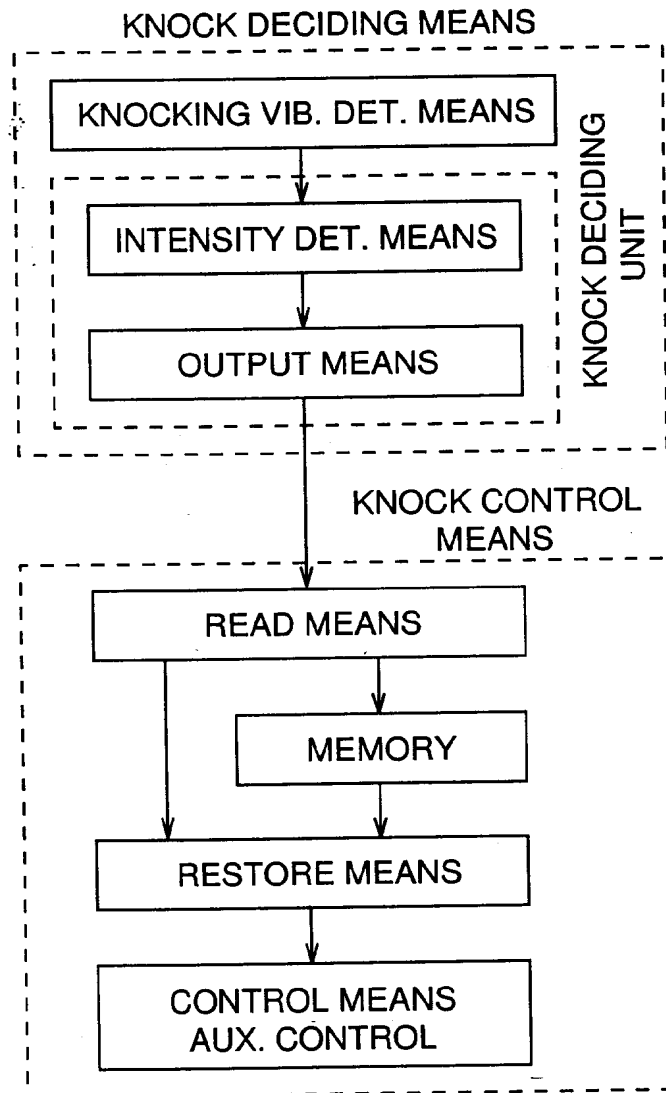 KNOCK DECIDING MEANS
KNOCKING VIB. DET. MEANS
INTENSITY DET. MEANS
OUTPUT MEANS
KNOCK DECIDING
UNIT
KNOCK CONTROL
MEANS
READ MEANS
MEMORY
RESTORE MEANS
CONTROL MEANS
AUX. CONTROL